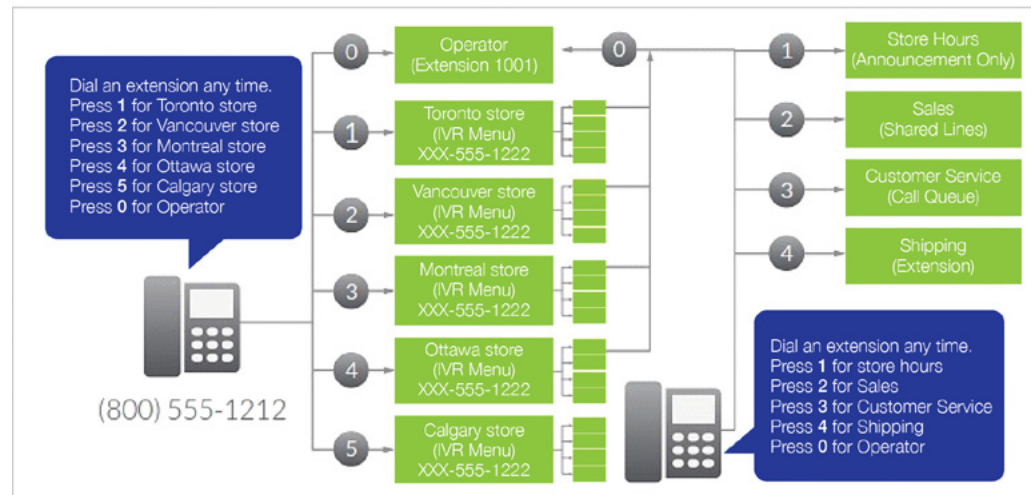 Dial an extension any time.
Press 1 for Toronto store
Press 2 for Vancouver store
Press 3 for Montreal store
Press 4 for Ottawa store
Press 5 for Calgary store
Press 0 for Operator
(800) 555-1212
0
Operator
(Extension 1001)
0
1
Toronto store
(IVR Menu)
XXX-555-1222
2
Vancouver store
(IVR Menu)
XXX-555-1222
3
Montreal store
(IVR Menu)
XXX-555-1222
4
Ottawa store
(IVR Menu)
XXX-555-1222
5
Calgary store
(IVR Menu)
XXX-555-1222
1
Store Hours
(Announcement Only)
2
Sales
(Shared Lines)
3
Customer Service
(Call Queue)
4
Shipping
(Extension)
Dial an extension any time.
Press 1 for store hours
Press 2 for Sales
Press 3 for Customer Service
Press 4 for Shipping
Press 0 for Operator